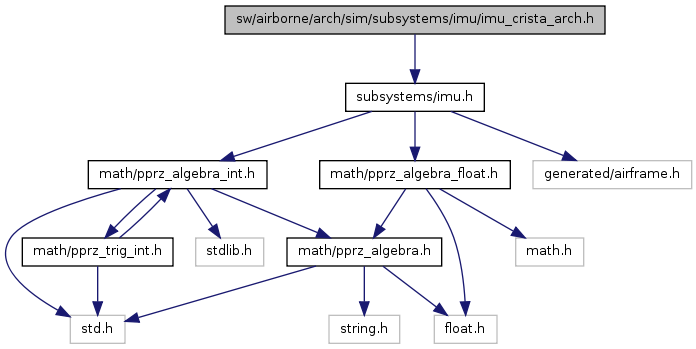 sw/airborne/arch/sim/subsystems/imu/imu_crista_arch.h
subsystems/imu.h
math/pprz_algebra_int.h
math/pprz_algebra_float.h
generated/airframe.h
math/pprz_trig_int.h
stdlib.h
math/pprz_algebra.h
math.h
std.h
string.h
float.h